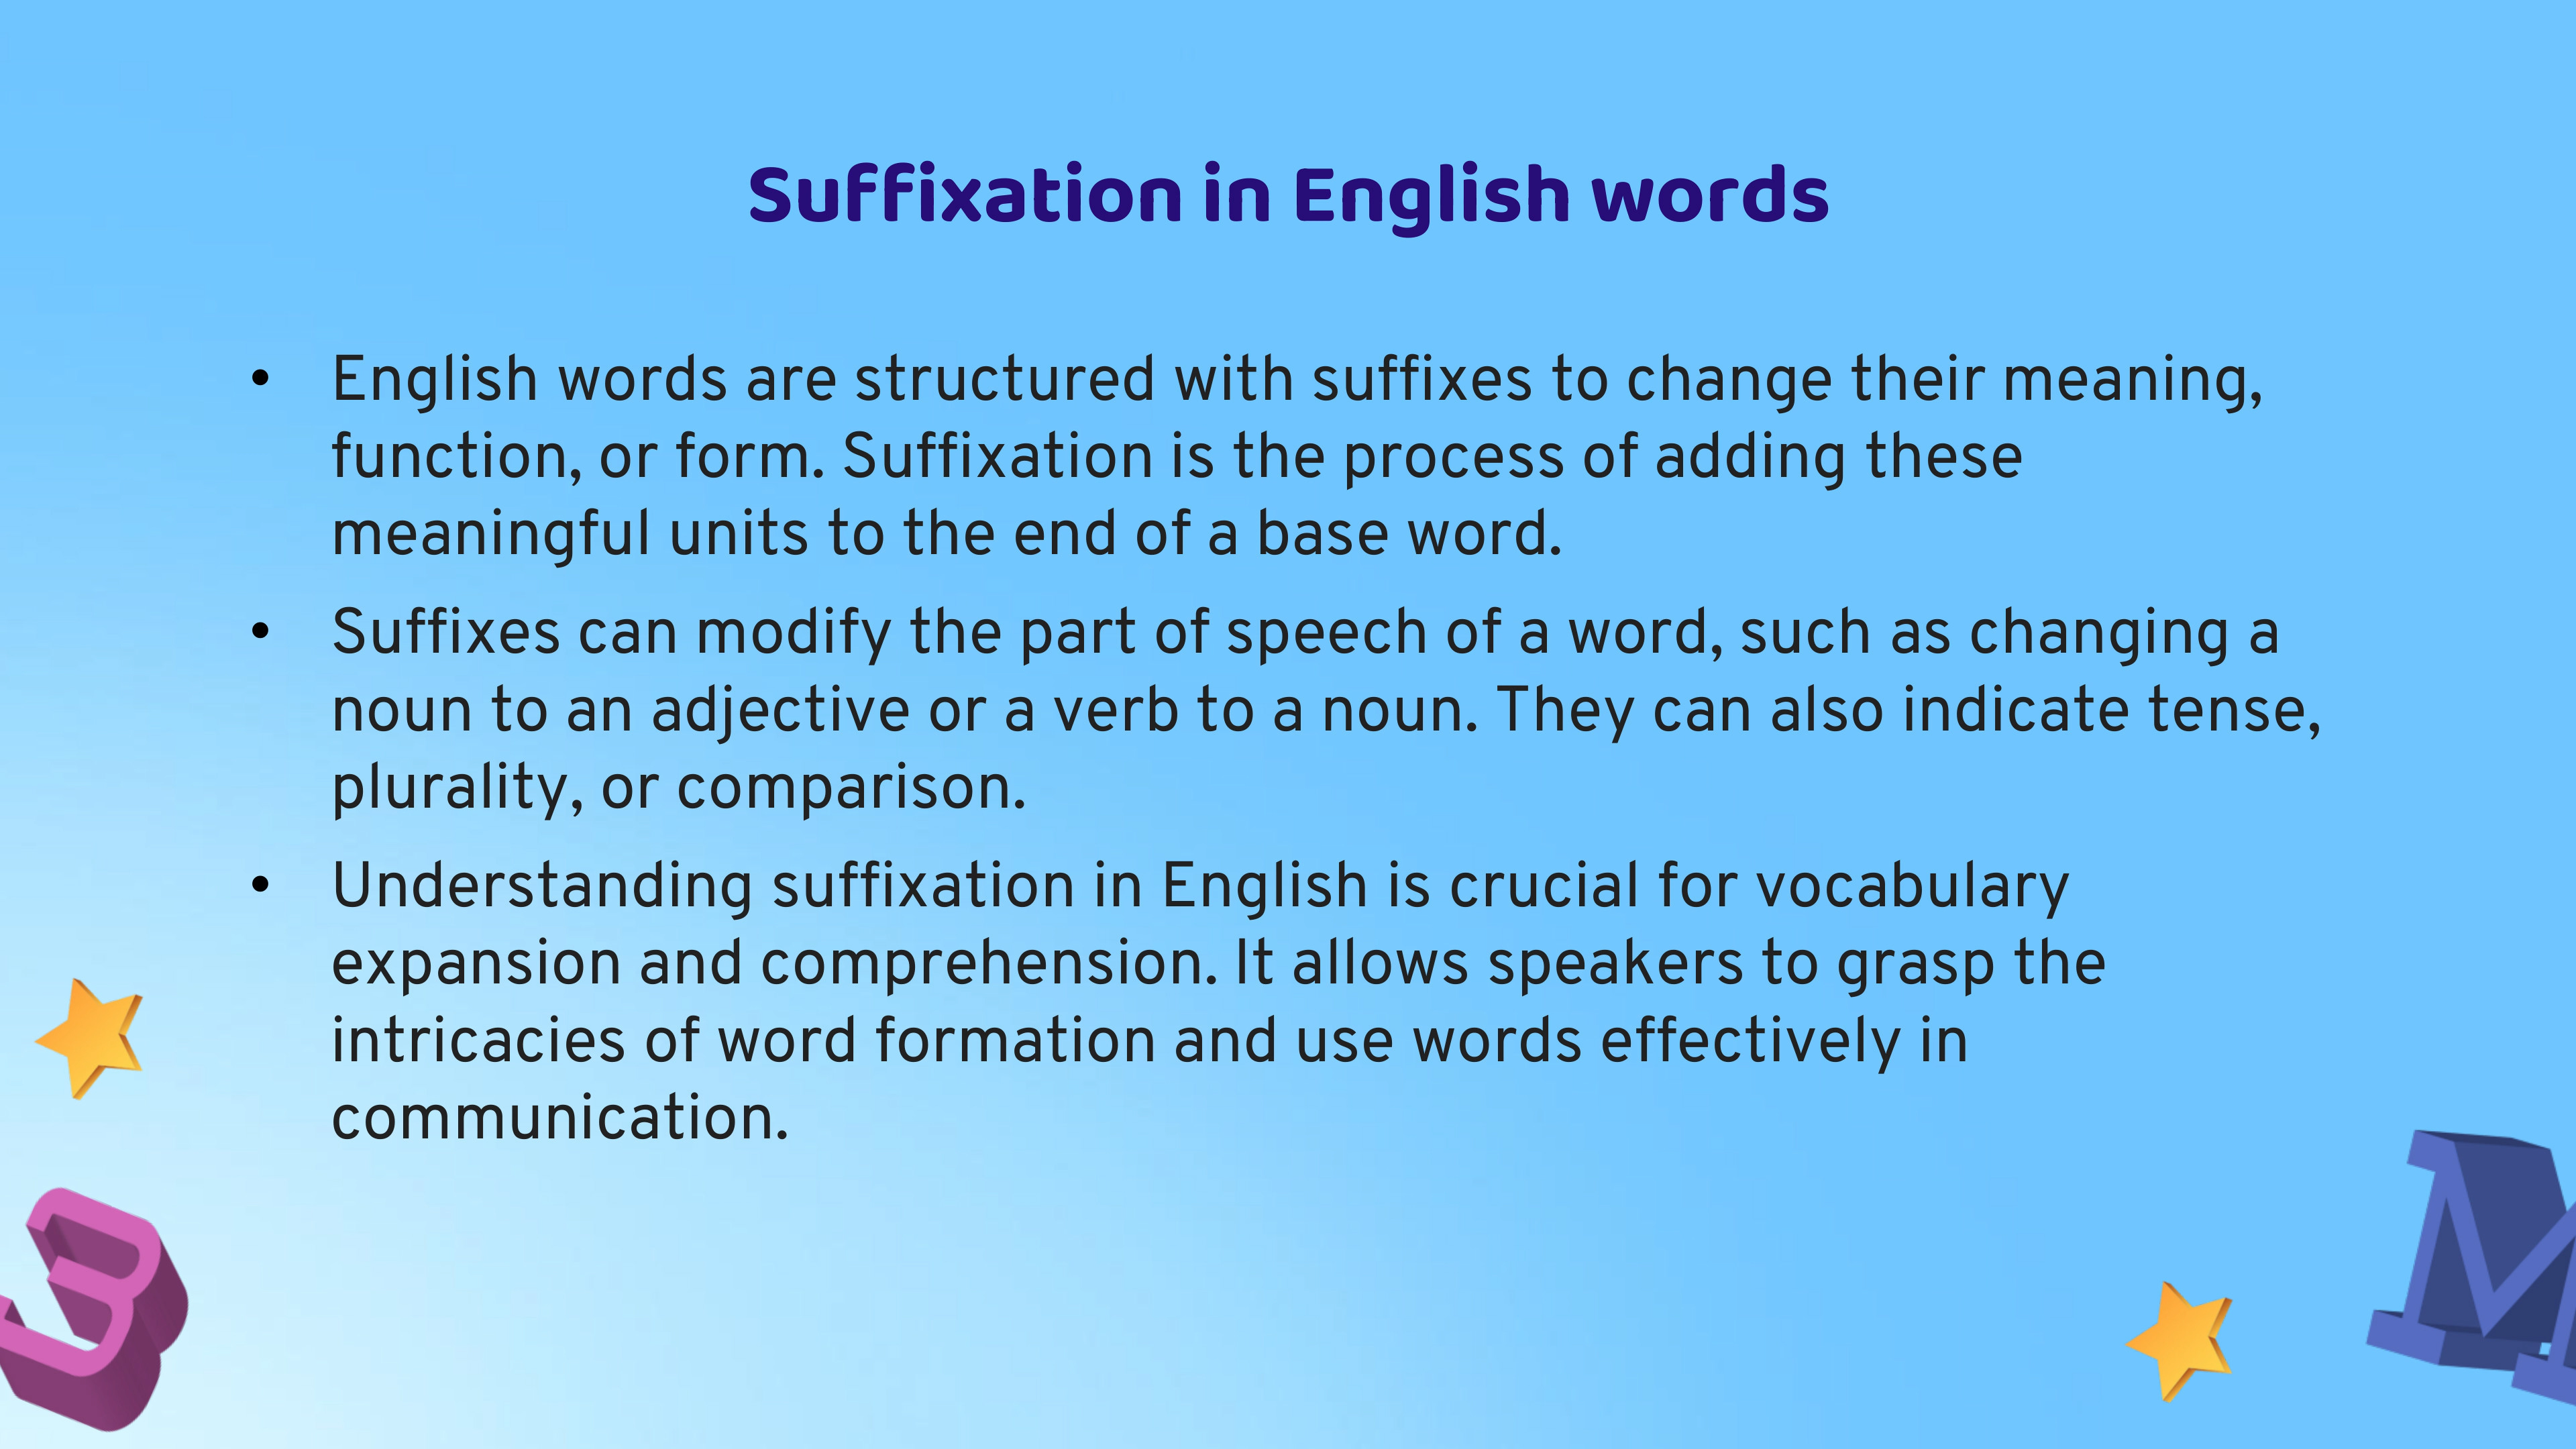 Suffixation in English words
• English words are structured with suffixes to change their meaning,
function, or form. Suffixation is the process of adding these
meaningful units to the end of a base word.
• Suffixes can modify the part of speech of a word, such as changing a
noun to an adjective or a verb to a noun. They can also indicate tense,
plurality, or comparison.
• Understanding suffixation in English is crucial for vocabulary
expansion and comprehension. It allows speakers to grasp the
intricacies of word formation and use words effectively in
communication.
3
M